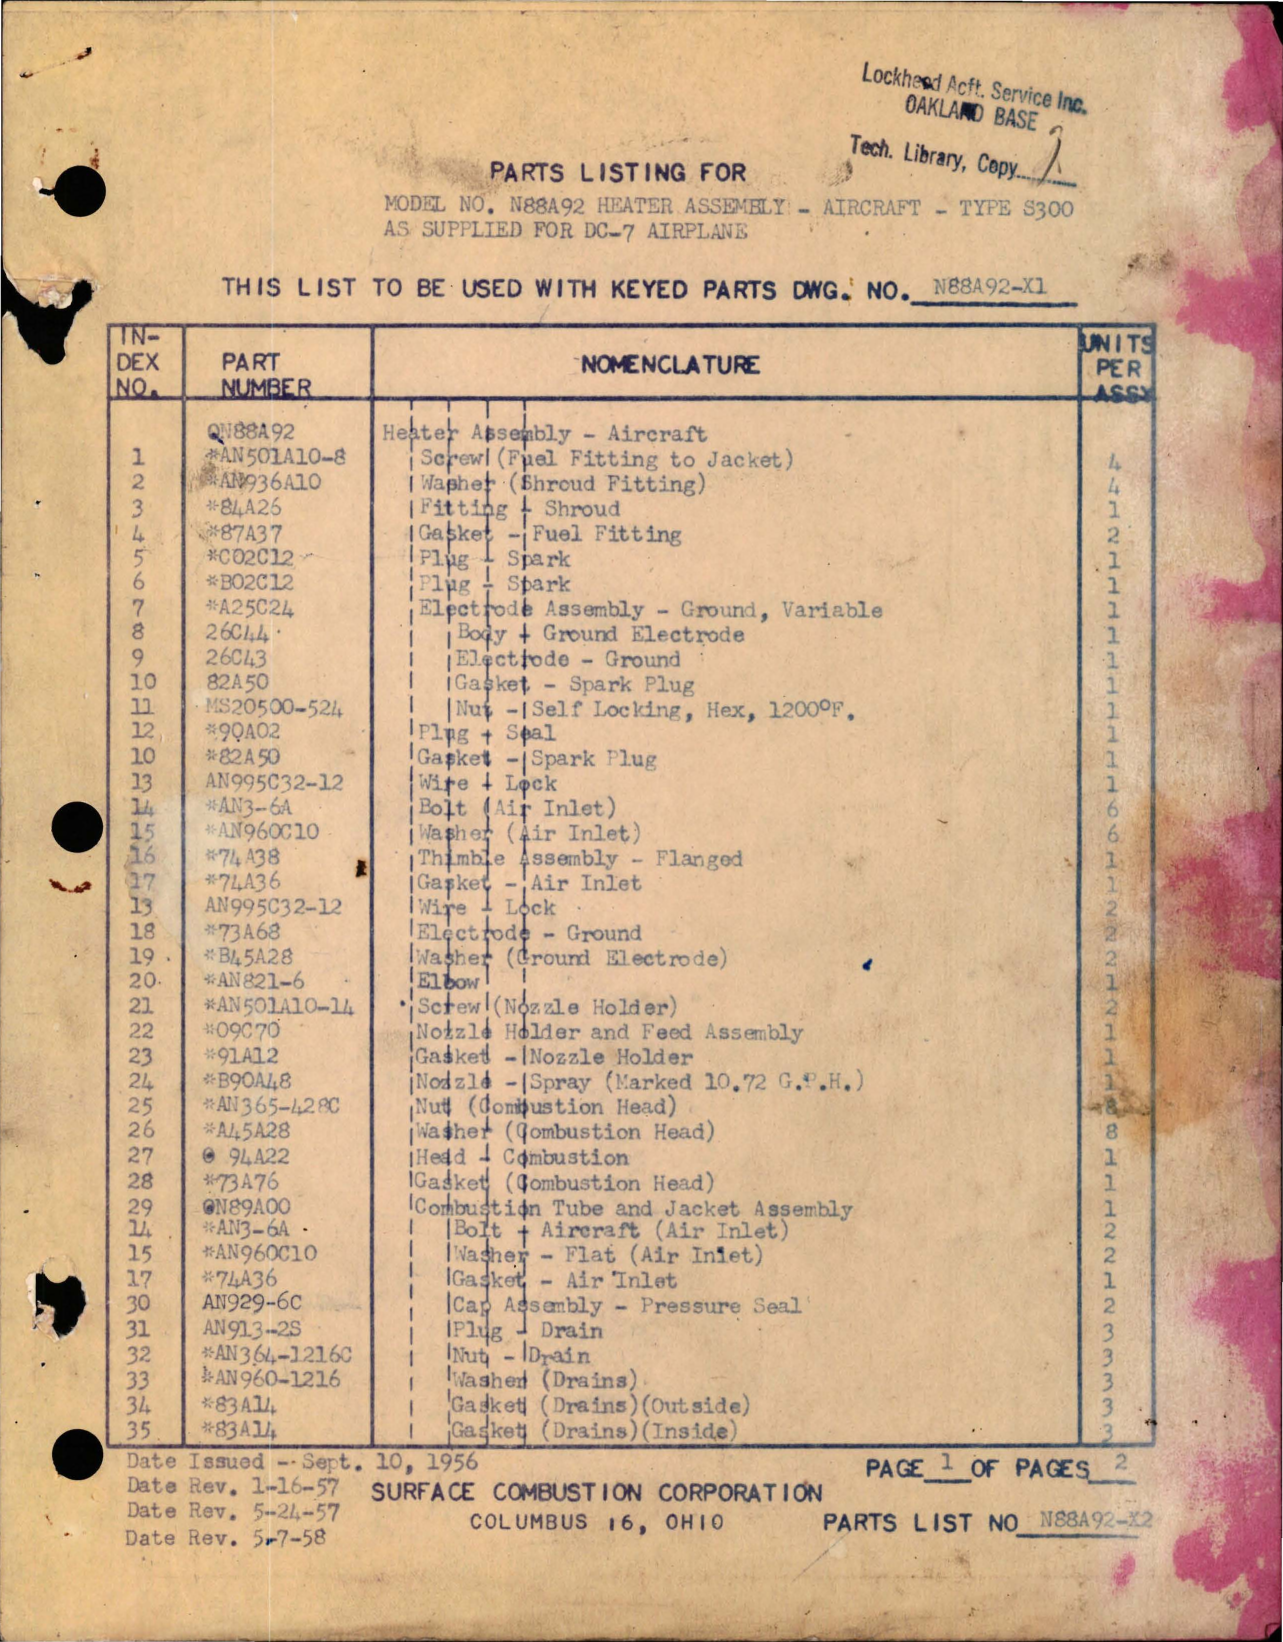 Lockheed Acft. Service Inc.
OAKLAND BASE
Tech. Library, Copy
PARTS LISTING FOR
MODEL NO. N88A92 HEATER ASSEMBLY - AIRCRAFT - TYPE S300
AS SUPPLIED FOR DC-7 AIRPLANE
THIS LIST TO BE USED WITH KEYED PARTS DWG. NO. N88A92-X1
IN-DEX NO. PART NUMBER NOMENCLATURE UNITS PER ASSY
@N88A92 Heater Assembly - Aircraft
1 *AN501A10-8 Screw (Fuel Fitting to Jacket) 4
2 *AN936A10 Washer (Shroud Fitting) 4
3 *84A26 Fitting - Shroud 1
4 *87A37 Gasket - Fuel Fitting 2
5 *C02C12 Plug - Spark 1
6 *B02C12 Plug - Spark 1
7 *A25C24 Electrode Assembly - Ground, Variable 1
8 26C44 Body - Ground Electrode 1
9 26C43 Electrode - Ground 1
10 82A50 Gasket - Spark Plug 1
11 MS20500-524 Nut - Self Locking, Hex, 1200°F. 1
12 *90A02 Plug - Seal 1
10 *82A50 Gasket - Spark Plug 1
13 AN995C32-12 Wire - Lock 1
14 *AN3-6A Bolt (Air Inlet) 6
15 *AN960C10 Washer (Air Inlet) 6
16 *74A38 Thimble Assembly - Flanged 1
17 *74A36 Gasket - Air Inlet 1
13 AN995C32-12 Wire - Lock 2
18 *73A68 Electrode - Ground 2
19 *B45A28 Washer (Ground Electrode) 2
20 *AN821-6 Elbow 1
21 *AN501A10-14 Screw (Nozzle Holder) 2
22 *09C70 Nozzle Holder and Feed Assembly 1
23 *91A12 Gasket - Nozzle Holder 1
24 *B90A48 Nozzle - Spray (Marked 10.72 G.P.H.) 1
25 *AN365-428C Nut (Combustion Head) 8
26 *A45A28 Washer (Combustion Head) 8
27 @ 94A22 Head - Combustion 1
28 *73A76 Gasket (Combustion Head) 1
29 @N89A00 Combustion Tube and Jacket Assembly 1
14 *AN3-6A Bolt - Aircraft (Air Inlet) 2
15 *AN960C10 Washer - Flat (Air Inlet) 2
17 *74A36 Gasket - Air Inlet 1
30 AN929-6C Cap Assembly - Pressure Seal 2
31 AN913-2S Plug - Drain 3
32 *AN364-1216C Nut - Drain 3
33 *AN960-1216 Washer (Drains) 3
34 *83A14 Gasket (Drains)(Outside) 3
35 *83A14 Gasket (Drains)(Inside) 3
Date Issued - Sept. 10, 1956
Date Rev. 1-16-57
Date Rev. 5-24-57
Date Rev. 5-7-58
SURFACE COMBUSTION CORPORATION
COLUMBUS 16, OHIO
PAGE 1 OF PAGES 2
PARTS LIST NO N88A92-X2